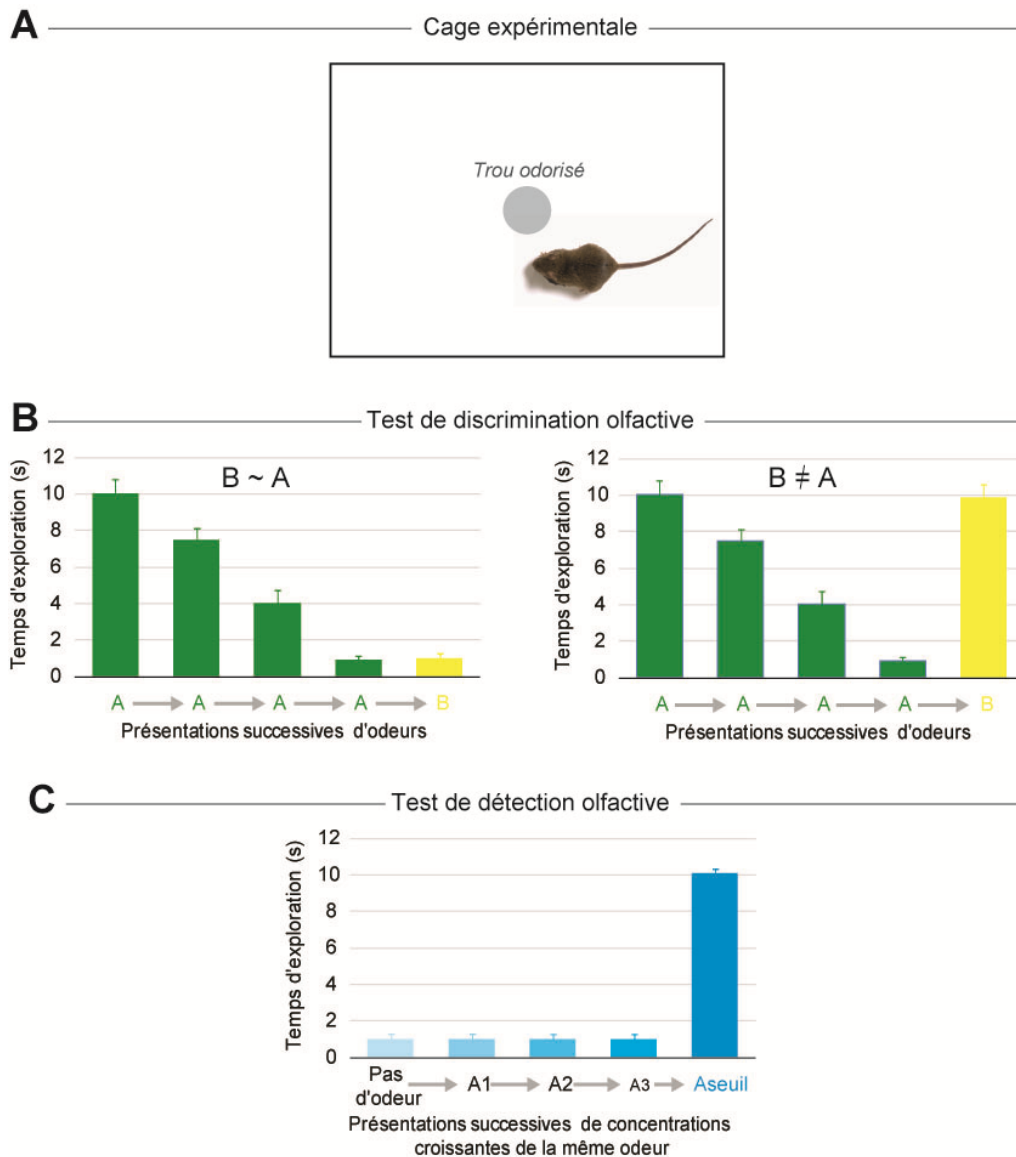 A
Cage expérimentale
Trou odorisé
B
Test de discrimination olfactive
Temps d'exploration (s)
12
10
8
6
4
2
0
B ~ A
A A A A B
Présentations successives d'odeurs
Temps d'exploration (s)
12
10
8
6
4
2
0
B ≠ A
A A A A B
Présentations successives d'odeurs
C
Test de détection olfactive
Temps d'exploration (s)
12
10
8
6
4
2
0
Pas
d'odeur
A1 A2 A3 Aseuil
Présentations successives de concentrations
croissantes de la même odeur